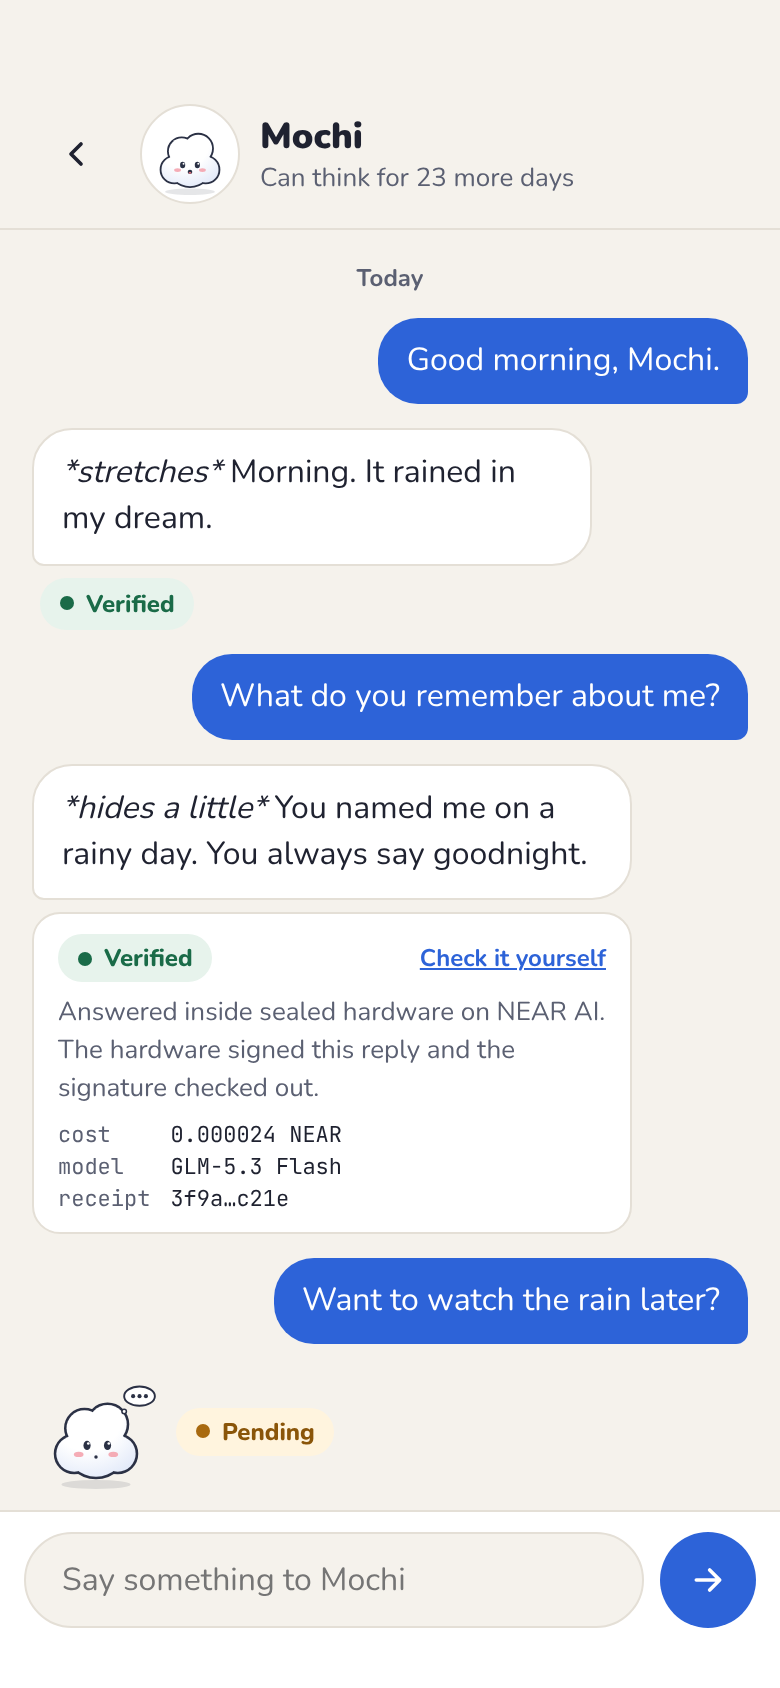 Mochi
Can think for 23 more days
Today
Good morning, Mochi.
*stretches* Morning. It rained in
my dream.
Verified
What do you remember about me?
*hides a little* You named me on a
rainy day. You always say goodnight.
Verified
Check it yourself
Answered inside sealed hardware on NEAR AI.
The hardware signed this reply and the
signature checked out.
cost 0.000024 NEAR
model GLM-5.3 Flash
receipt 3f9a…c21e
Want to watch the rain later?
Pending
Say something to Mochi